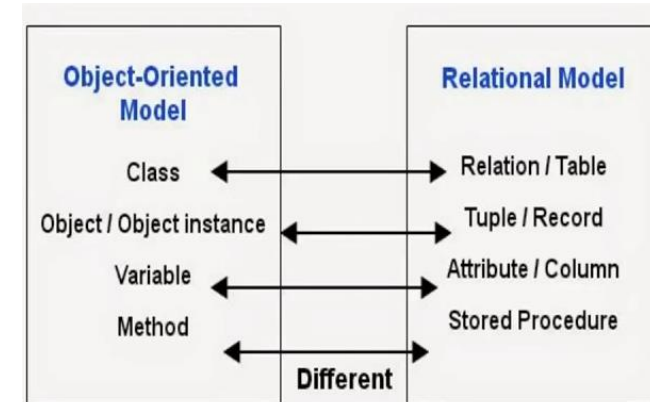 Object-Oriented
Model
Class
Object / Object instance
Variable
Method
Relational Model
Relation / Table
Tuple / Record
Attribute / Column
Stored Procedure
Different